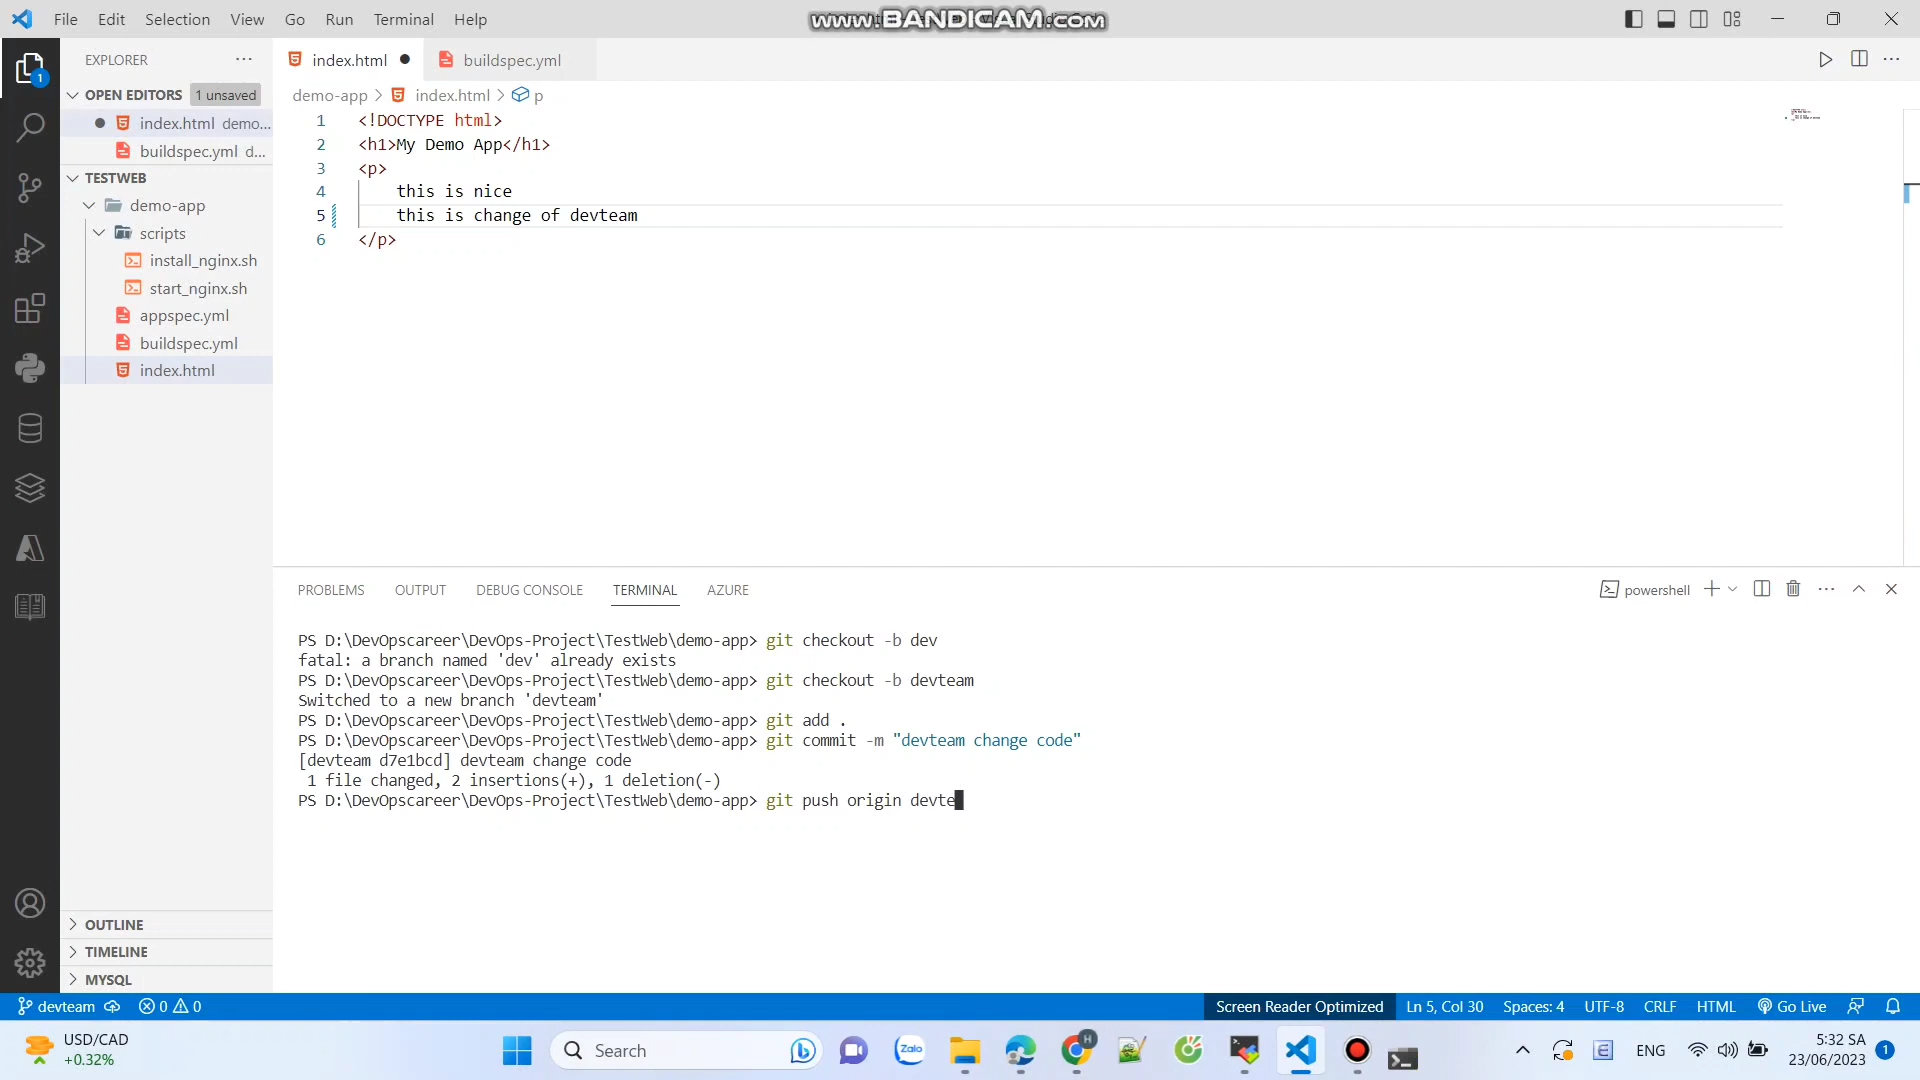 File Edit Selection View Go Run Terminal Help
www.BANDICAM.com
EXPLORER
index.html
buildspec.yml
OPEN EDITORS 1 unsaved
demo-app > index.html > p
index.html demo...
buildspec.yml d...
TESTWEB
demo-app
scripts
install_nginx.sh
start_nginx.sh
appspec.yml
buildspec.yml
index.html
1 <!DOCTYPE html>
2 <h1>My Demo App</h1>
3 <p>
4 this is nice
5 this is change of devteam
6 </p>
PROBLEMS OUTPUT DEBUG CONSOLE TERMINAL AZURE
powershell
PS D:\DevOpscareer\DevOps-Project\TestWeb\demo-app> git checkout -b dev
fatal: a branch named 'dev' already exists
PS D:\DevOpscareer\DevOps-Project\TestWeb\demo-app> git checkout -b devteam
Switched to a new branch 'devteam'
PS D:\DevOpscareer\DevOps-Project\TestWeb\demo-app> git add .
PS D:\DevOpscareer\DevOps-Project\TestWeb\demo-app> git commit -m "devteam change code"
[devteam d7e1bcd] devteam change code
1 file changed, 2 insertions(+), 1 deletion(-)
PS D:\DevOpscareer\DevOps-Project\TestWeb\demo-app> git push origin devte
OUTLINE
TIMELINE
MYSQL
devteam 0 0
Screen Reader Optimized Ln 5, Col 30 Spaces: 4 UTF-8 CRLF HTML Go Live
USD/CAD
+0.32%
Search
Zalo
H
ENG
5:32 SA
23/06/2023
1
1